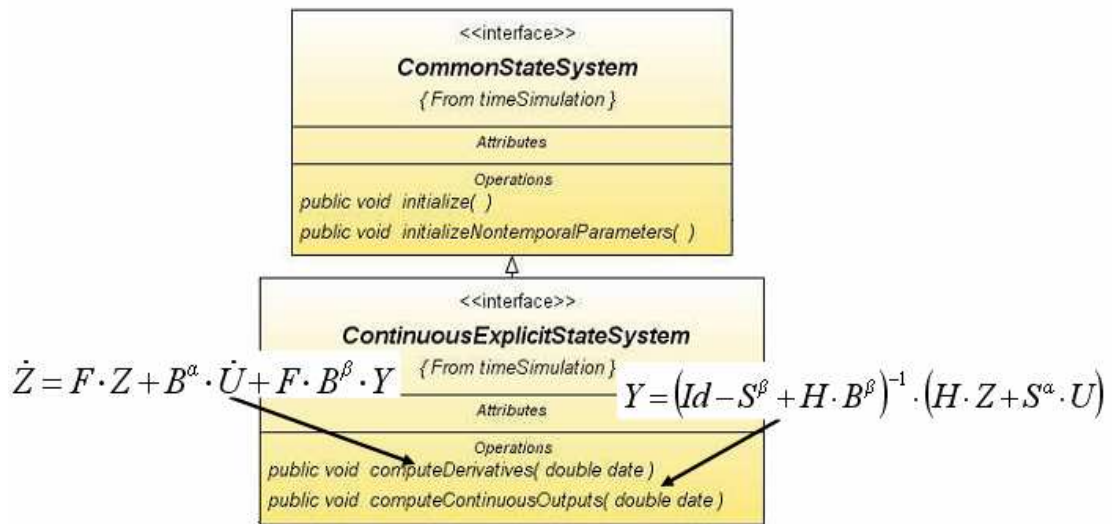 <<interface>>
CommonStateSystem
{ From timeSimulation }
Attributes
Operations
public void initialize( )
public void initializeNontemporalParameters( )
<<interface>>
ContinuousExplicitStateSystem
{ From timeSimulation }
Ż = F · Z + B^α · U̇ + F · B^β · Y
Y = (Id − S^β + H · B^β)^−1 · (H · Z + S^α · U)
Attributes
Operations
public void computeDerivatives( double date )
public void computeContinuousOutputs( double date )